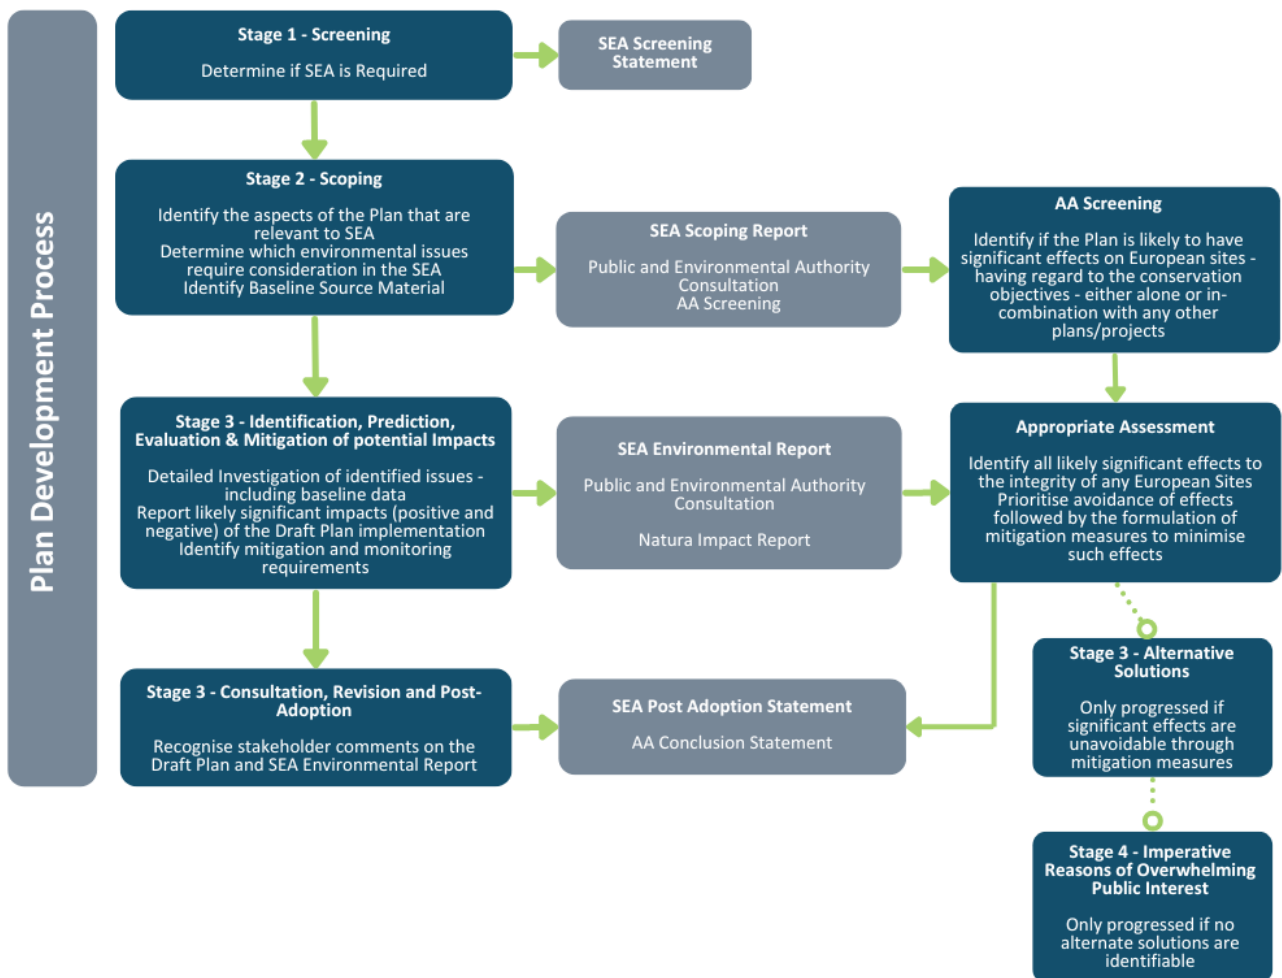 Plan Development Process
Stage 1 - Screening
Determine if SEA is Required
SEA Screening
Statement
Stage 2 - Scoping
Identify the aspects of the Plan that are
relevant to SEA
Determine which environmental issues
require consideration in the SEA
Identify Baseline Source Material
SEA Scoping Report
Public and Environmental Authority
Consultation
AA Screening
AA Screening
Identify if the Plan is likely to have
significant effects on European sites -
having regard to the conservation
objectives - either alone or in-
combination with any other
plans/projects
Stage 3 - Identification, Prediction,
Evaluation & Mitigation of potential Impacts
Detailed Investigation of identified issues -
including baseline data
Report likely significant impacts (positive and
negative) of the Draft Plan implementation
Identify mitigation and monitoring
requirements
SEA Environmental Report
Public and Environmental Authority
Consultation
Natura Impact Report
Appropriate Assessment
Identify all likely significant effects to
the integrity of any European Sites
Prioritise avoidance of effects
followed by the formulation of
mitigation measures to minimise
such effects
Stage 3 - Consultation, Revision and Post-
Adoption
Recognise stakeholder comments on the
Draft Plan and SEA Environmental Report
SEA Post Adoption Statement
AA Conclusion Statement
Stage 3 - Alternative
Solutions
Only progressed if
significant effects are
unavoidable through
mitigation measures
Stage 4 - Imperative
Reasons of Overwhelming
Public Interest
Only progressed if no
alternate solutions are
identifiable